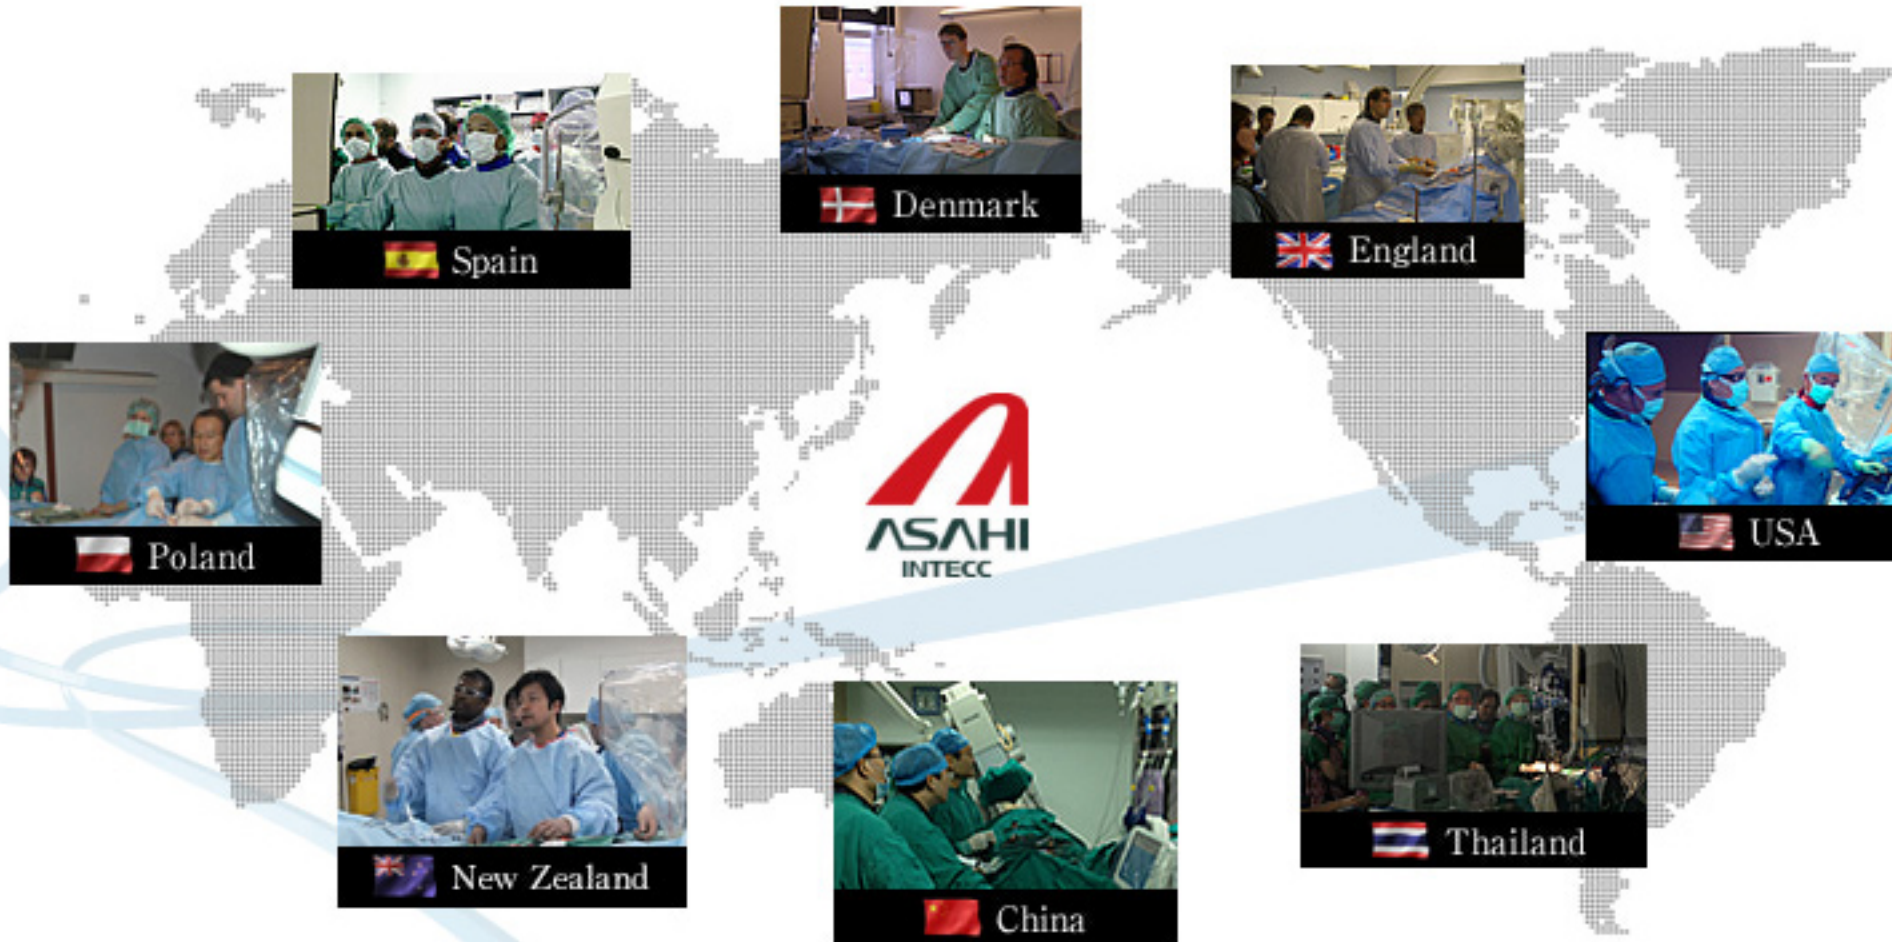 Denmark
Spain
England
Poland
USA
ASAHI
INTECC
New Zealand
China
Thailand